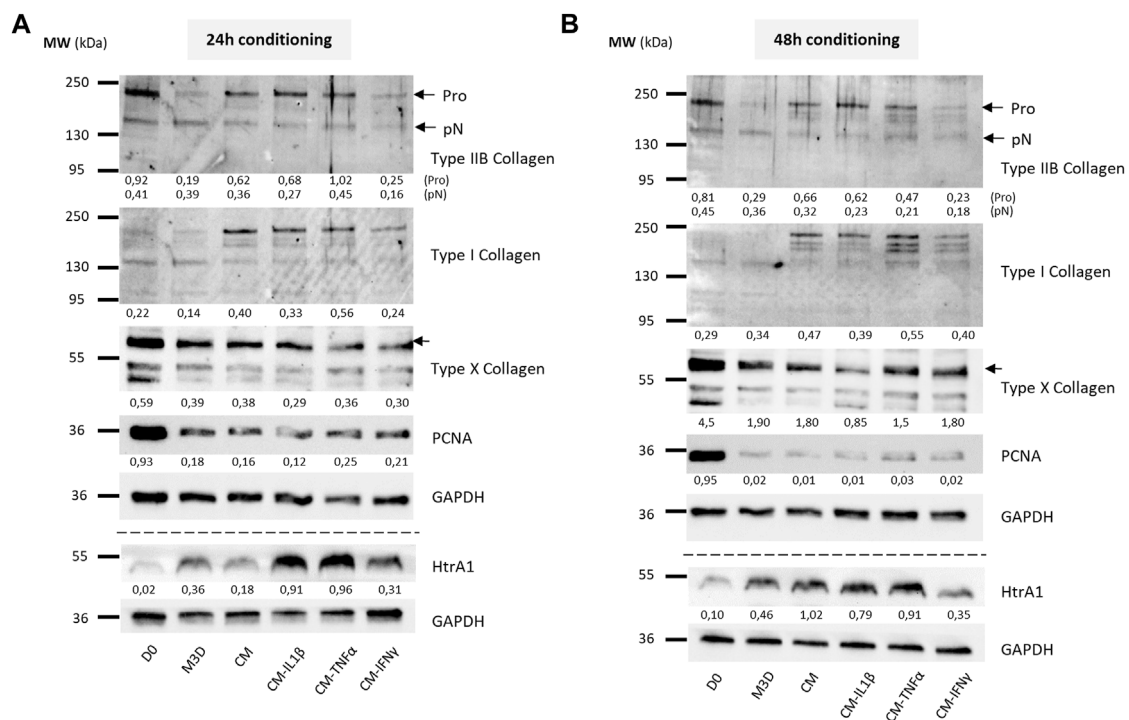 A
MW (kDa)
24h conditioning
250
Pro
130
pN
95
Type IIB Collagen
0,92 0,19 0,62 0,68 1,02 0,25 (Pro)
0,41 0,39 0,36 0,27 0,45 0,16 (pN)
250
Type I Collagen
130
95
0,22 0,14 0,40 0,33 0,56 0,24
55
Type X Collagen
0,59 0,39 0,38 0,29 0,36 0,30
36
PCNA
0,93 0,18 0,16 0,12 0,25 0,21
36
GAPDH
55
HtrA1
0,02 0,36 0,18 0,91 0,96 0,31
36
GAPDH
D0 M3D CM CM-IL1β CM-TNFα CM-IFNγ
B
MW (kDa)
48h conditioning
250
Pro
130
pN
Type IIB Collagen
95
0,81 0,29 0,66 0,62 0,47 0,23 (Pro)
0,45 0,36 0,32 0,23 0,21 0,18 (pN)
250
Type I Collagen
130
95
0,29 0,34 0,47 0,39 0,55 0,40
55
Type X Collagen
4,5 1,90 1,80 0,85 1,5 1,80
36
PCNA
0,95 0,02 0,01 0,01 0,03 0,02
36
GAPDH
55
HtrA1
0,10 0,46 1,02 0,79 0,91 0,35
36
GAPDH
D0 M3D CM CM-IL1β CM-TNFα CM-IFNγ